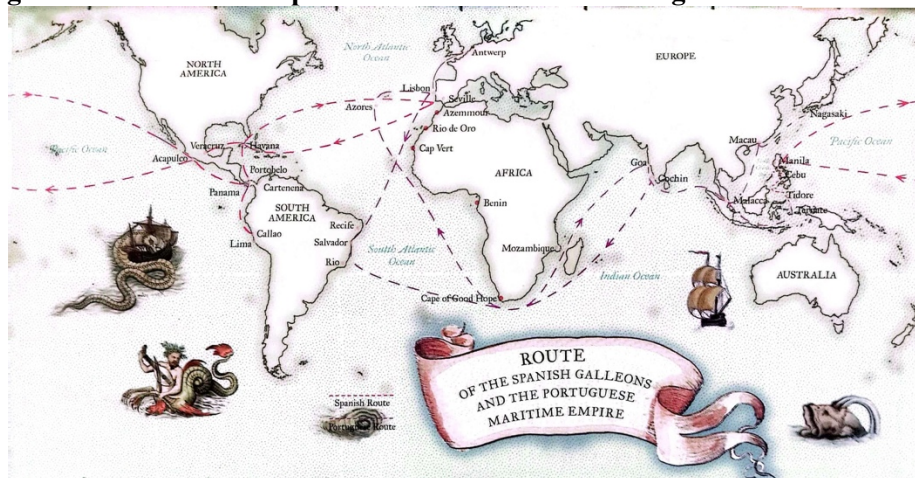 NORTH
AMERICA
North Atlantic
Ocean
Antwerp
EUROPE
Lisbon
Seville
Azores
Azemmour
Nagasaki
Rio de Oro
Veracruz
Havana
Macau
Pacific Ocean
Pacific Ocean
Cap Vert
Acapulco
Goa
Manila
Portobelo
AFRICA
Cochin
Cebu
Panama
Cartenena
Malacca
Tidore
Benin
Ternate
SOUTH
AMERICA
Recife
Lima
Callao
Salvador
South Atlantic
Ocean
Mozambique
Rio
Indian Ocean
AUSTRALIA
Cape of Good Hope
ROUTE
OF THE SPANISH GALLEONS
AND THE PORTUGUESE
MARITIME EMPIRE
Spanish Route
Portuguese Route